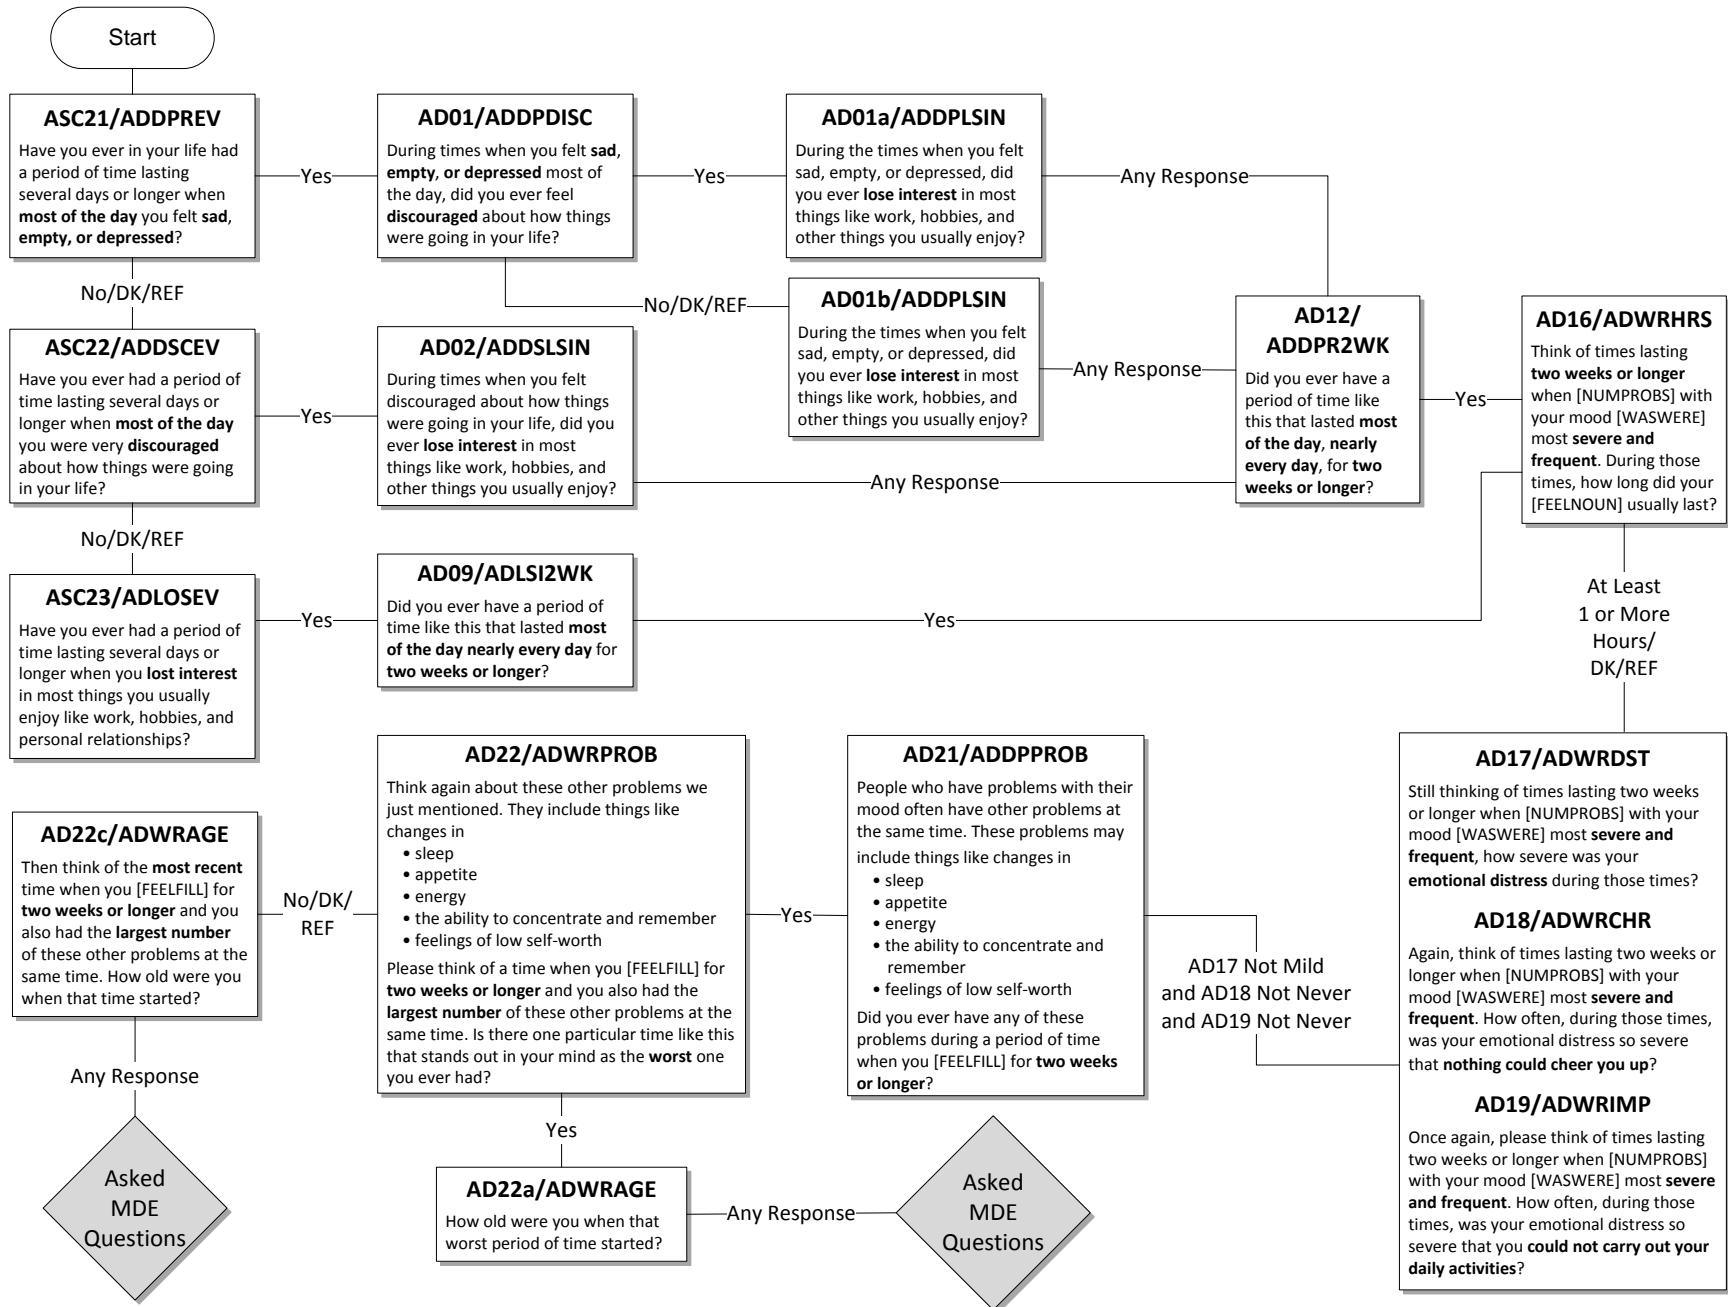 Start
ASC21/ADDPREV
Have you ever in your life had
a period of time lasting
several days or longer when
most of the day you felt sad,
empty, or depressed?
Yes
AD01/ADDPDISC
During times when you felt sad,
empty, or depressed most of
the day, did you ever feel
discouraged about how things
were going in your life?
Yes
AD01a/ADDPLSIN
During the times when you felt
sad, empty, or depressed, did
you ever lose interest in most
things like work, hobbies, and
other things you usually enjoy?
Any Response
No/DK/REF
No/DK/REF
AD01b/ADDPLSIN
During the times when you felt
sad, empty, or depressed, did
you ever lose interest in most
things like work, hobbies, and
other things you usually enjoy?
Any Response
ASC22/ADDSCEV
Have you ever had a period of
time lasting several days or
longer when most of the day
you were very discouraged
about how things were going
in your life?
Yes
AD02/ADDSLSIN
During times when you felt
discouraged about how things
were going in your life, did you
ever lose interest in most
things like work, hobbies, and
other things you usually enjoy?
Any Response
AD12/
ADDPR2WK
Did you ever have a
period of time like
this that lasted most
of the day, nearly
every day, for two
weeks or longer?
Yes
AD16/ADWRHRS
Think of times lasting
two weeks or longer
when [NUMPROBS] with
your mood [WASWERE]
most severe and
frequent. During those
times, how long did your
[FEELNOUN] usually last?
No/DK/REF
ASC23/ADLOSEV
Have you ever had a period of
time lasting several days or
longer when you lost interest
in most things you usually
enjoy like work, hobbies, and
personal relationships?
Yes
AD09/ADLSI2WK
Did you ever have a period of
time like this that lasted most
of the day nearly every day for
two weeks or longer?
Yes
At Least
1 or More
Hours/
DK/REF
AD17/ADWRDST
Still thinking of times lasting two weeks
or longer when [NUMPROBS] with your
mood [WASWERE] most severe and
frequent, how severe was your
emotional distress during those times?
AD18/ADWRCHR
Again, think of times lasting two weeks or
longer when [NUMPROBS] with your
mood [WASWERE] most severe and
frequent. How often, during those times,
was your emotional distress so severe
that nothing could cheer you up?
AD19/ADWRIMP
Once again, please think of times lasting
two weeks or longer when [NUMPROBS]
with your mood [WASWERE] most severe
and frequent. How often, during those
times, was your emotional distress so
severe that you could not carry out your
daily activities?
AD17 Not Mild
and AD18 Not Never
and AD19 Not Never
AD21/ADDPPROB
People who have problems with their
mood often have other problems at
the same time. These problems may
include things like changes in
• sleep
• appetite
• energy
• the ability to concentrate and
remember
• feelings of low self-worth
Did you ever have any of these
problems during a period of time
when you [FEELFILL] for two weeks
or longer?
Yes
AD22/ADWRPROB
Think again about these other problems we
just mentioned. They include things like
changes in
• sleep
• appetite
• energy
• the ability to concentrate and remember
• feelings of low self-worth
Please think of a time when you [FEELFILL] for
two weeks or longer and you also had the
largest number of these other problems at the
same time. Is there one particular time like this
that stands out in your mind as the worst one
you ever had?
No/DK/
REF
AD22c/ADWRAGE
Then think of the most recent
time when you [FEELFILL] for
two weeks or longer and you
also had the largest number
of these other problems at the
same time. How old were you
when that time started?
Any Response
Asked
MDE
Questions
Yes
AD22a/ADWRAGE
How old were you when that
worst period of time started?
Any Response
Asked
MDE
Questions